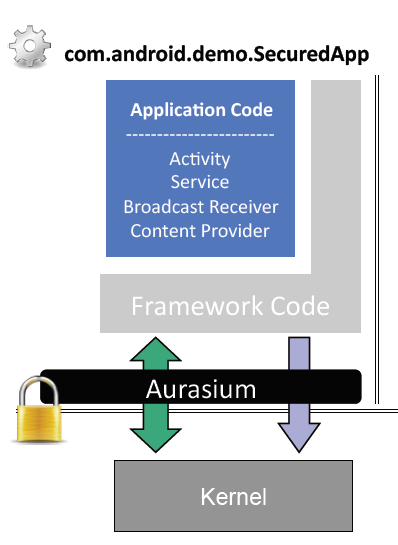 com.android.demo.SecuredApp
Application Code
------------------------
Activity
Service
Broadcast Receiver
Content Provider
Framework Code
Aurasium
Kernel